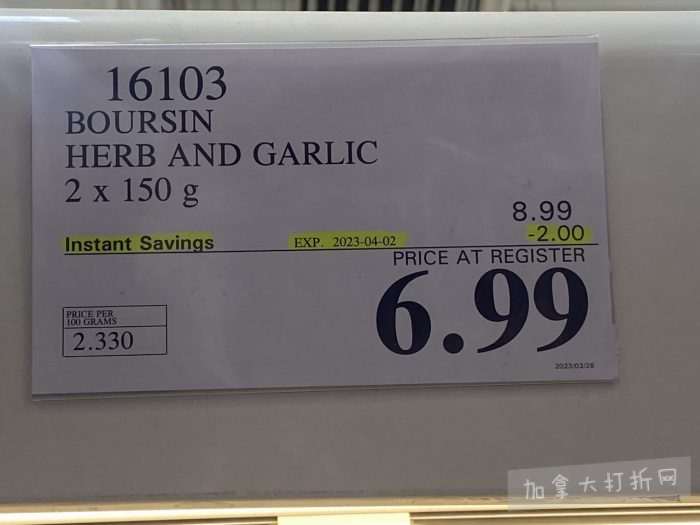 16103
BOURSIN
HERB AND GARLIC
2 x 150 g
8.99
Instant Savings EXP. 2023-04-02 -2.00
PRICE AT REGISTER
6.99
PRICE PER
100 GRAMS
2.330
2023/03/28
加拿大打折网